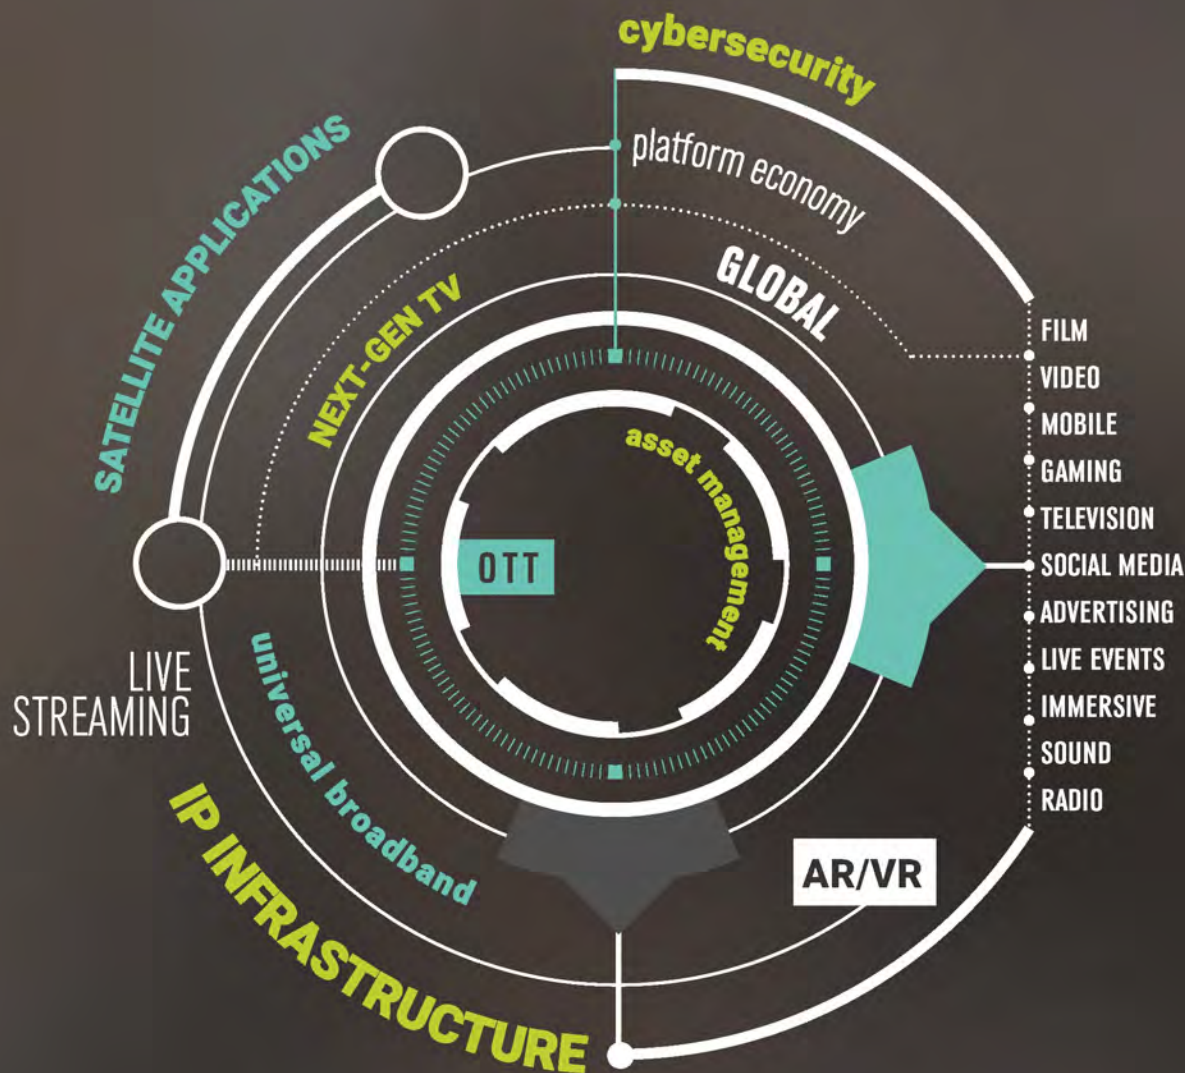 cybersecurity
platform economy
GLOBAL
SATELLITE APPLICATIONS
NEXT-GEN TV
asset management
OTT
FILM
VIDEO
MOBILE
GAMING
TELEVISION
SOCIAL MEDIA
ADVERTISING
LIVE EVENTS
IMMERSIVE
SOUND
RADIO
LIVE
STREAMING
universal broadband
IP INFRASTRUCTURE
AR/VR